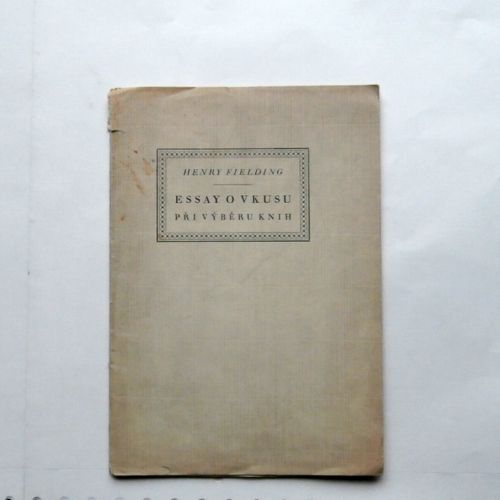 HENRY FIELDING
ESSAY O VKUSU
PŘI VÝBĚRU KNIH